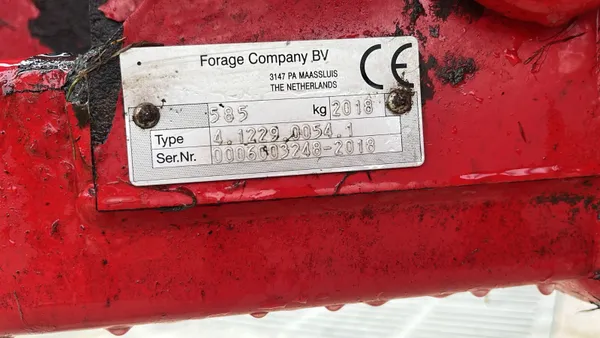 Forage Company BV
3147 PA MAASSLUIS
THE NETHERLANDS
CE
585 kg 2018
Type 4.1229.0054.1
Ser.Nr. 0006003248-2018